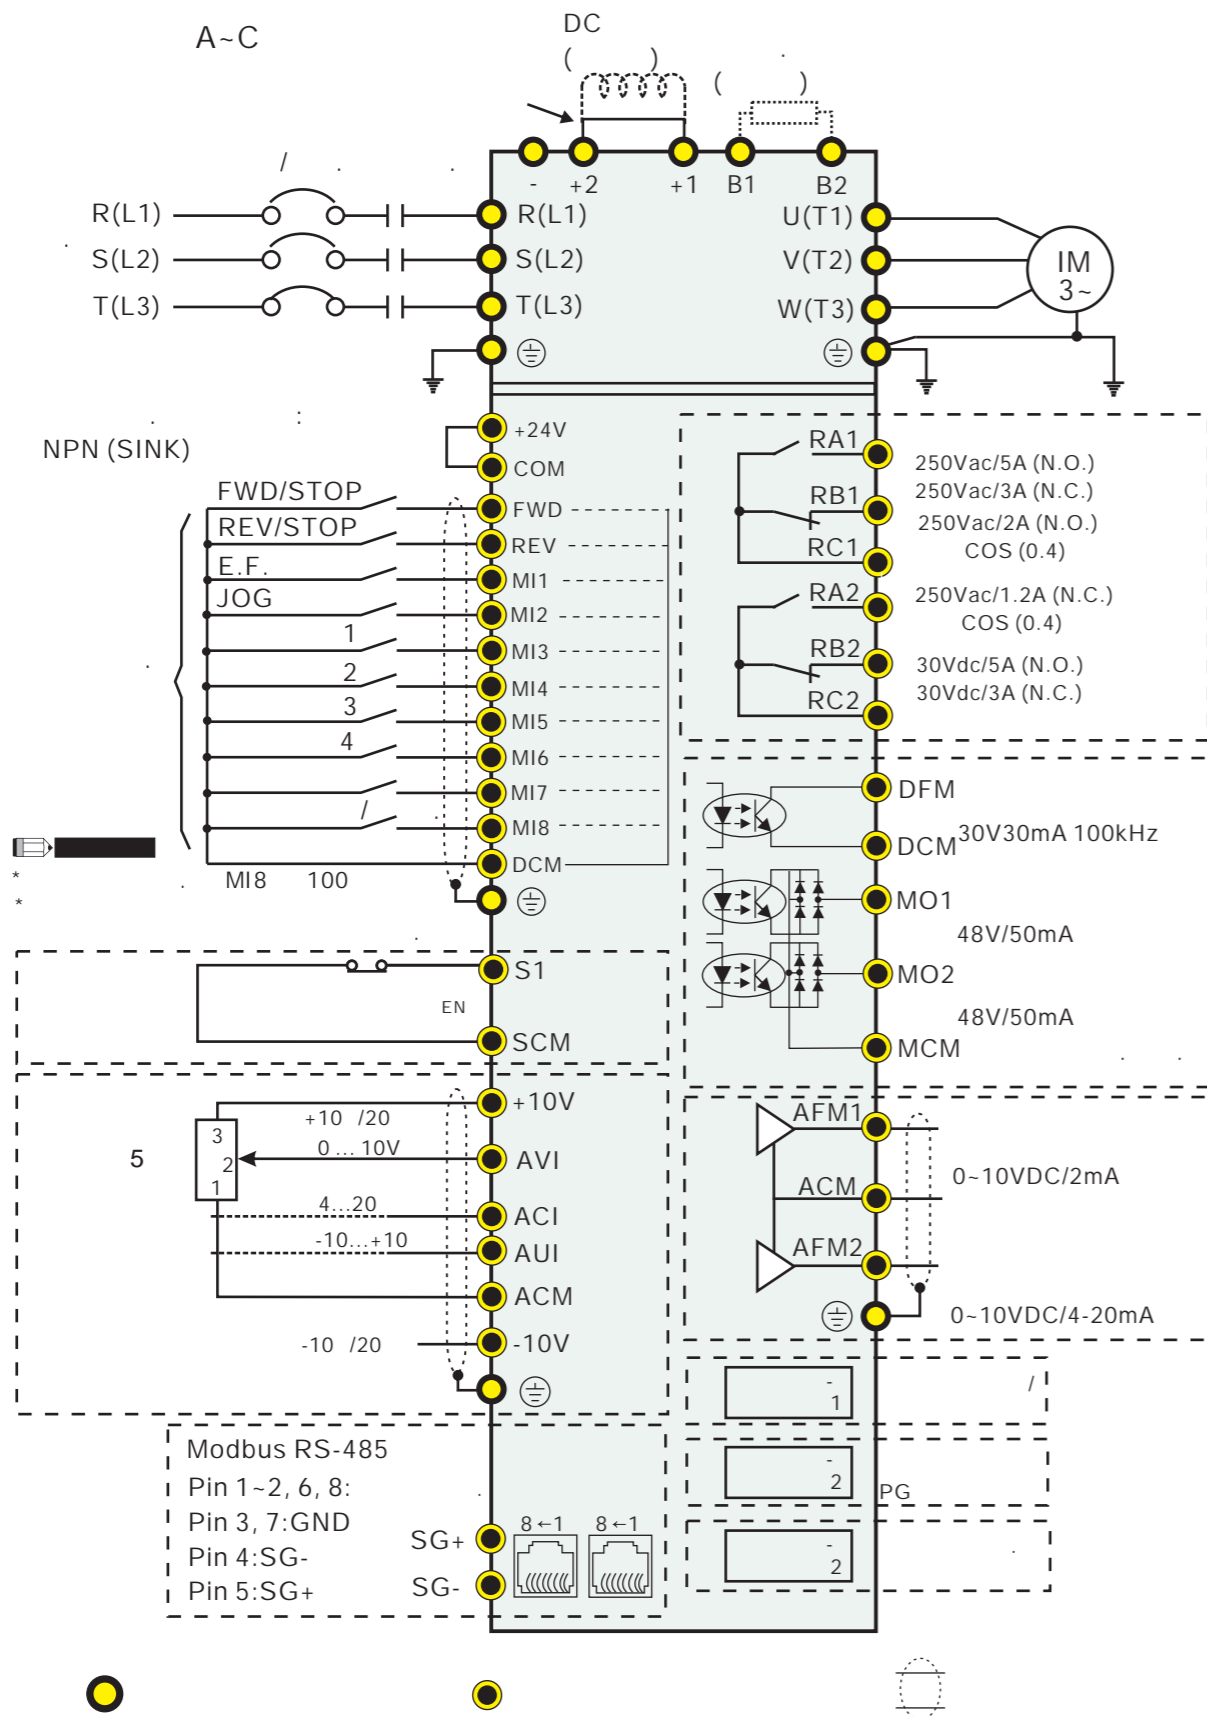 A~C
DC
( )
( . )
- +2 +1 B1 B2
/ . .
R(L1) R(L1) U(T1)
S(L2) S(L2) V(T2)
T(L3) T(L3) W(T3)
IM
3~
. . :
NPN (SINK)
+24V
COM
FWD/STOP FWD
REV/STOP REV
E.F. MI1
JOG MI2
1 MI3
2 MI4
3 MI5
4 MI6
MI7
/ MI8
DCM
*
MI8 100 .
*
RA1
250Vac/5A (N.O.)
250Vac/3A (N.C.)
RB1
250Vac/2A (N.O.)
COS (0.4)
RC1
RA2
250Vac/1.2A (N.C.)
COS (0.4)
RB2
30Vdc/5A (N.O.)
30Vdc/3A (N.C.)
RC2
DFM
DCM 30V30mA 100kHz
MO1
48V/50mA
MO2
48V/50mA
MCM
S1
EN
SCM
+10V
+10 /20
3
5 2 0 ... 10V AVI
1
4...20 ACI
-10...+10 AUI
ACM
-10 /20 -10V
AFM1
ACM 0~10VDC/2mA
AFM2
0~10VDC/4-20mA
- /
1
-
2 PG
-
2
Modbus RS-485
Pin 1~2, 6, 8:
Pin 3, 7:GND
Pin 4:SG-
Pin 5:SG+
SG+ 8←1 8←1
SG-